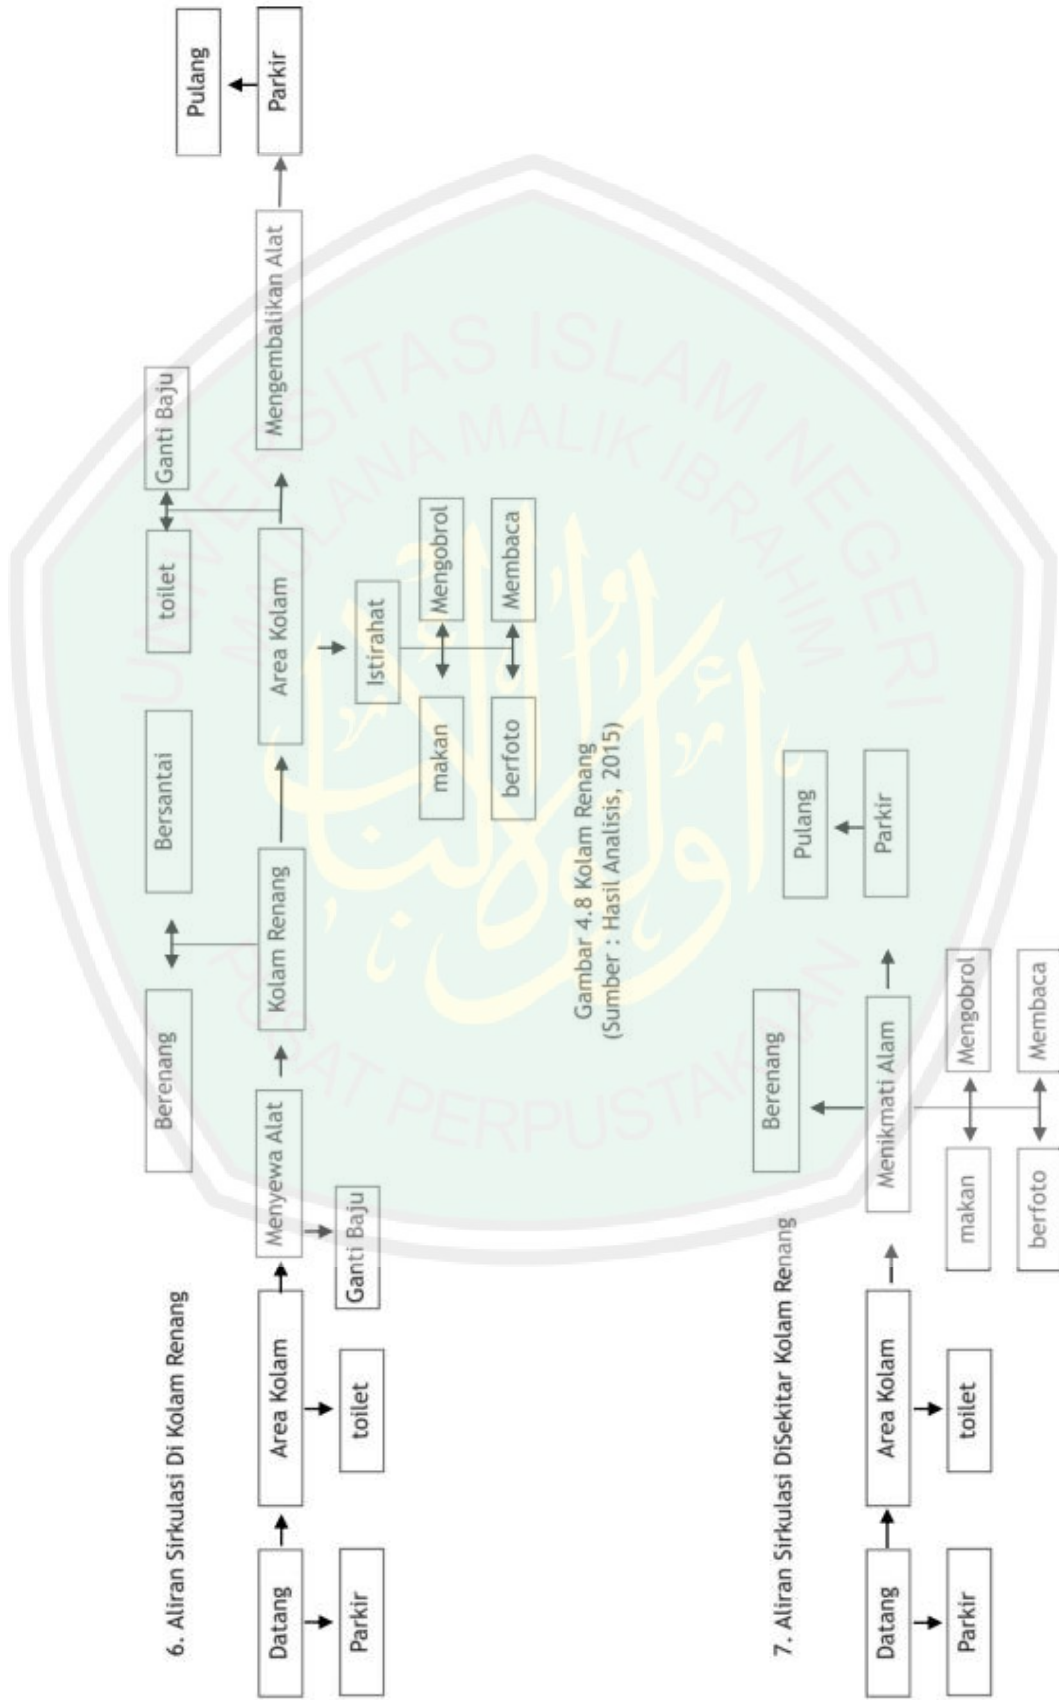 6. Aliran Sirkulasi Di Kolam Renang
Datang
Parkir
Area Kolam
toilet
Menyewa Alat
Ganti Baju
Kolam Renang
Berenang
Bersantai
Area Kolam
toilet
Ganti Baju
Istirahat
makan
Mengobrol
berfoto
Membaca
Mengembalikan Alat
Parkir
Pulang
Gambar 4.8 Kolam Renang
(Sumber : Hasil Analisis, 2015)
7. Aliran Sirkulasi DiSekitar Kolam Renang
Datang
Parkir
Area Kolam
toilet
Menikmati Alam
Berenang
makan
Mengobrol
berfoto
Membaca
Parkir
Pulang
UNIVERSITAS ISLAM NEGERI
MAULANA MALIK IBRAHIM
PUSAT PERPUSTAKAAN